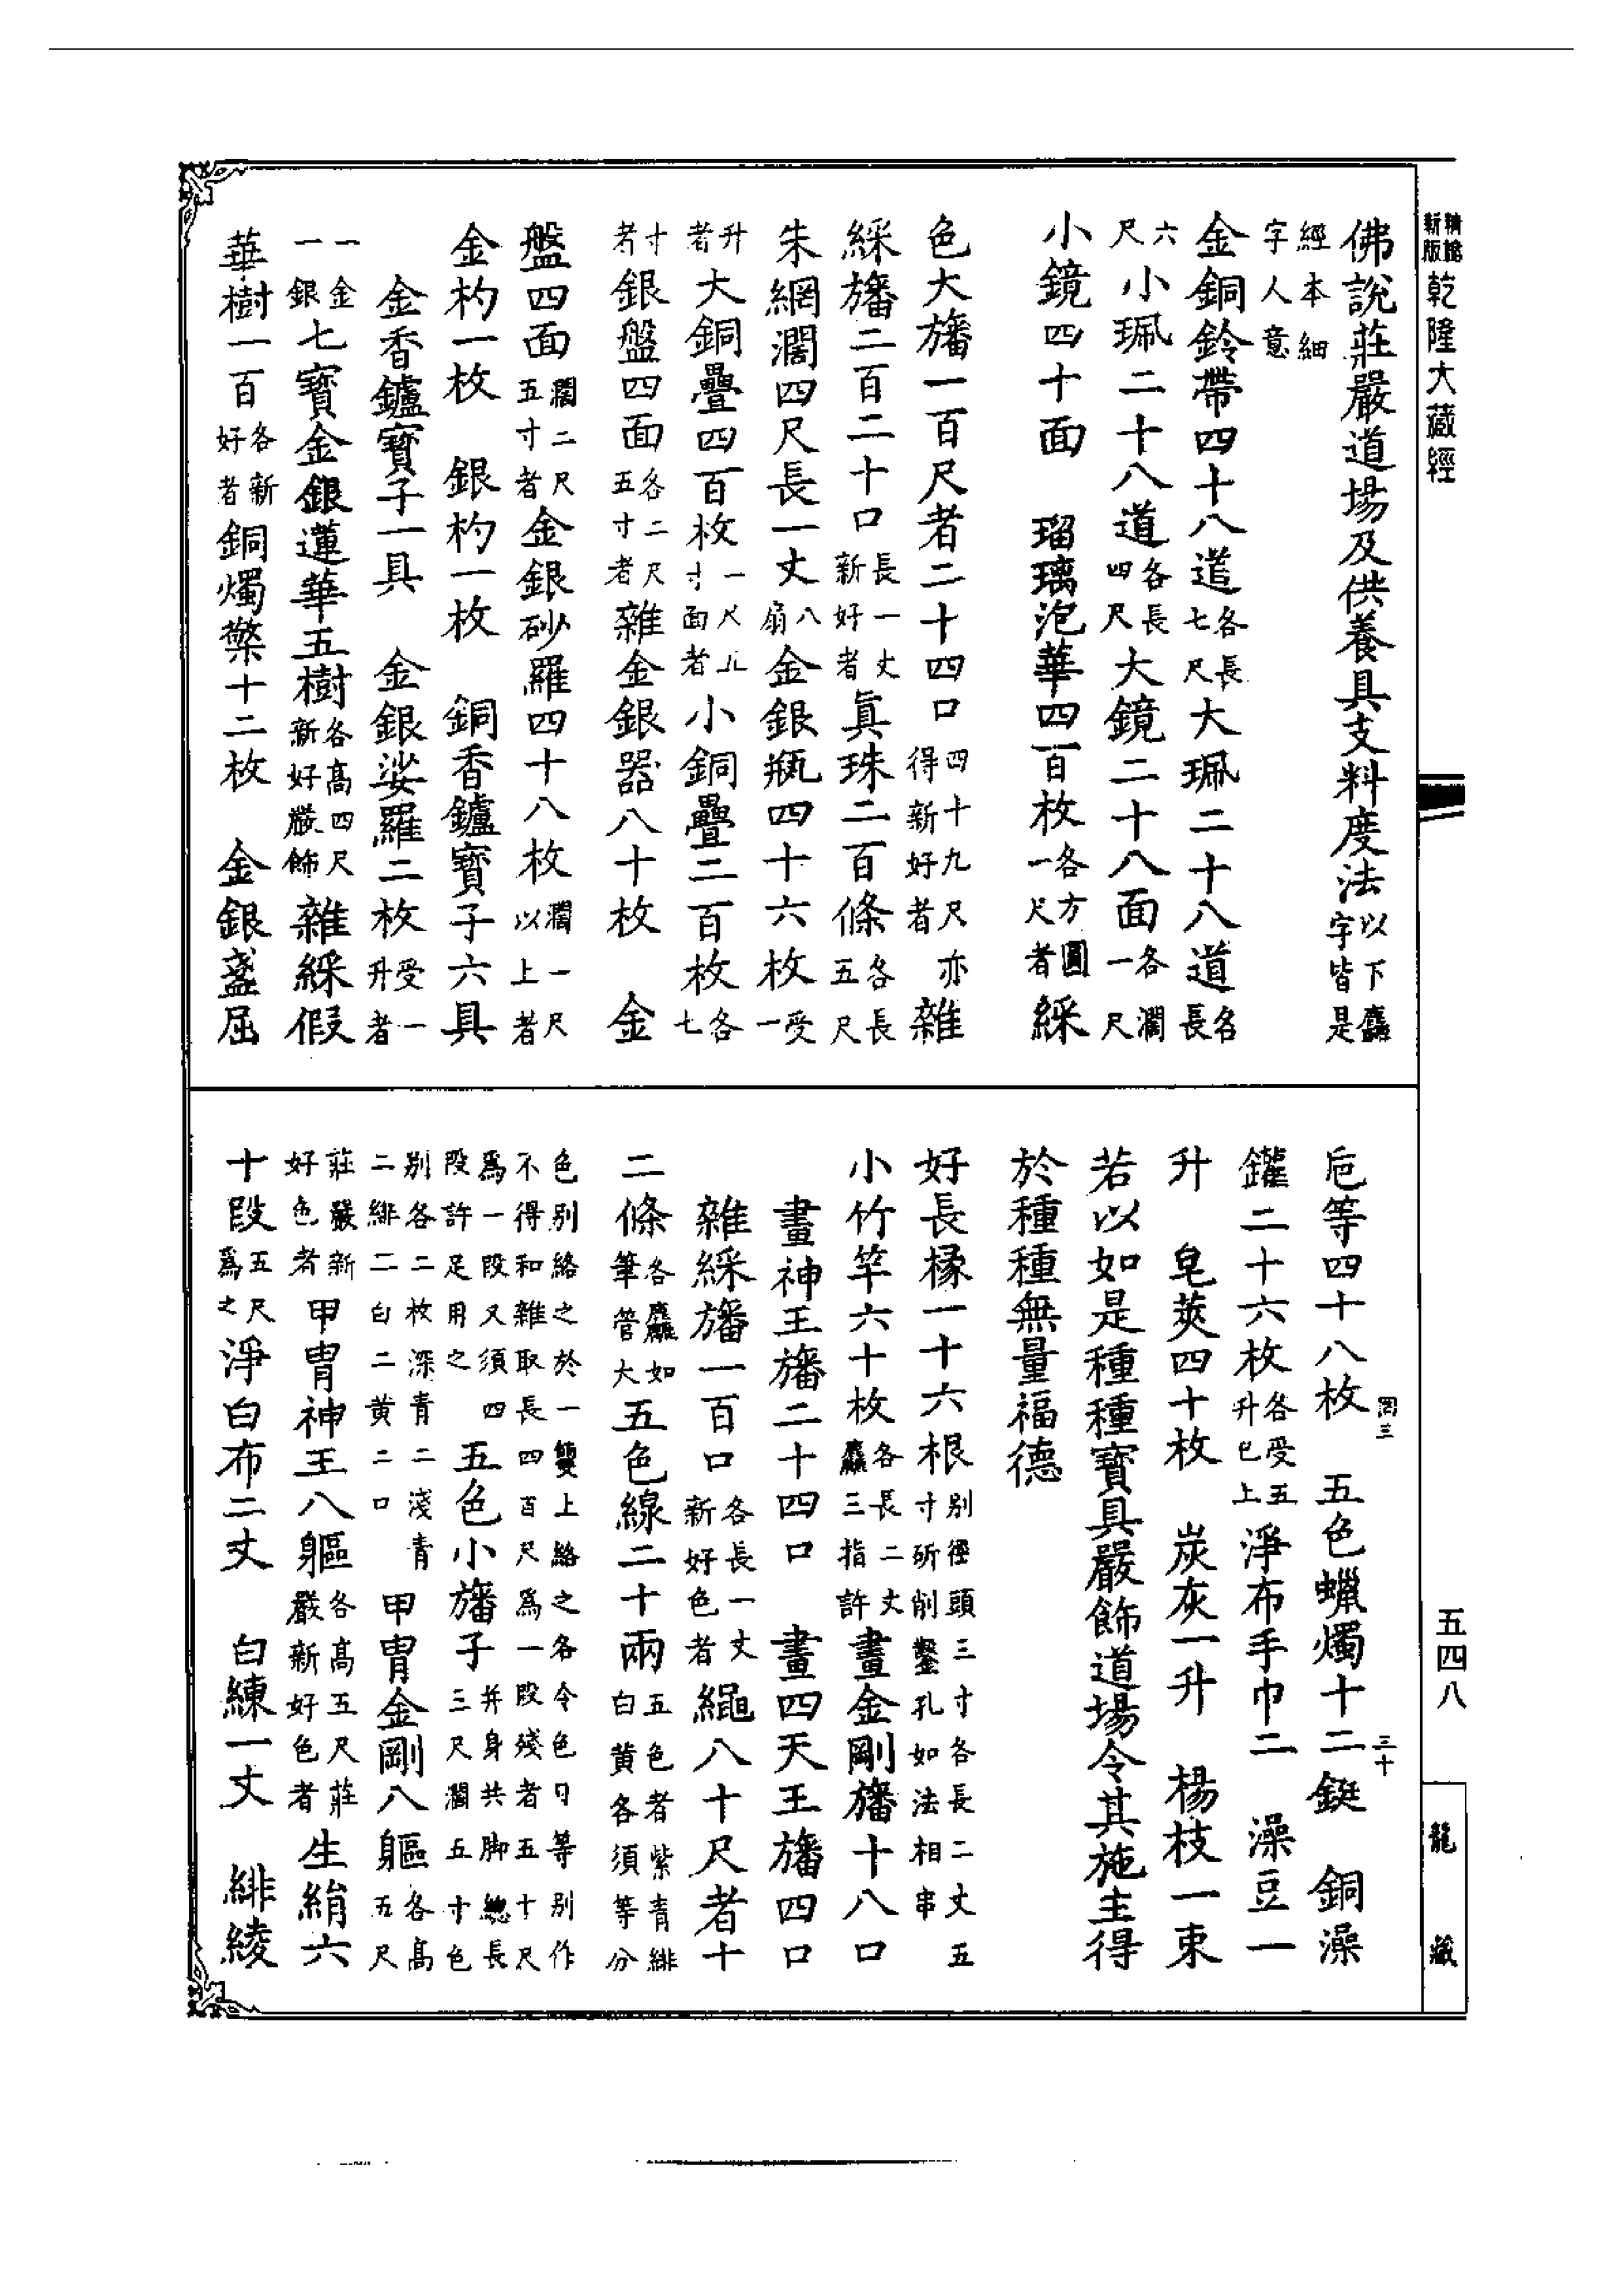 精鐫新版乾隆大藏經
佛說莊嚴道場及供養具支料度法以下麤字皆是
經本細字人意
金銅鈴帶四十八道各長七尺大珮二十八道各長
六尺小珮二十八道各長四尺大鏡二十八面各濶一尺
小鏡四十面 瑠璃泡華四百枚各方圓一尺者綵
色大旛一百尺者二十四口四十九尺亦得新好者雜
綵旛二百二十口長一丈新好者真珠二百條各長五尺
朱網濶四尺長一丈八扇金銀瓶四十六枚受一
升者大銅疊四百枚一尺五寸面者小銅疊二百枚各七
寸者銀盤四面各二尺五寸者雜金銀器八十枚 金
盤四面濶二尺五寸者金銀砂羅四十八枚濶一尺以上者
金杓一枚 銀杓一枚 銅香鑪寶子六具
金香鑪寶子一具 金銀娑羅二枚受一升者
一金一銀七寶金銀蓮華五樹各高四尺新好嚴飾雜綵假
華樹一百各新好者銅燭檠十二枚 金銀盞屈
巵等四十八枚 五色蠟燭十二鋌 銅澡
鑵二十六枚各受五升已上淨布手巾二 澡豆一
升 皂莢四十枚 炭灰一升 楊枝一束
若以如是種種寶具嚴飾道場令其施主得
於種種無量福德
好長椽一十六根別徑頭三寸各長二丈五寸斫削鑿孔如法相串
小竹竿六十枚各長二丈麤三指許畫金剛旛十八口
畫神王旛二十四口 畫四天王旛四口
雜綵旛一百口各長一丈新好色者繩八十尺者十
二條各麤如筆管大五色線二十兩五色者紫青緋白黃各須等分
色別絡之於一雙上絡之各令色日等別作
不得和雜取長四百尺為一段殘者五十尺
為一段又須四 五色小旛子并身共脚總長
段許足用之三尺濶五寸色
別各二枚深青二淺青二緋二白二黃二口 甲胄金剛八軀各高五尺
莊嚴新好色者 甲胄神王八軀各高五尺莊嚴新好色者生絹六
十段五尺為之淨白布二丈 白練一丈 緋綾
岡三
三十
五四八
龍藏